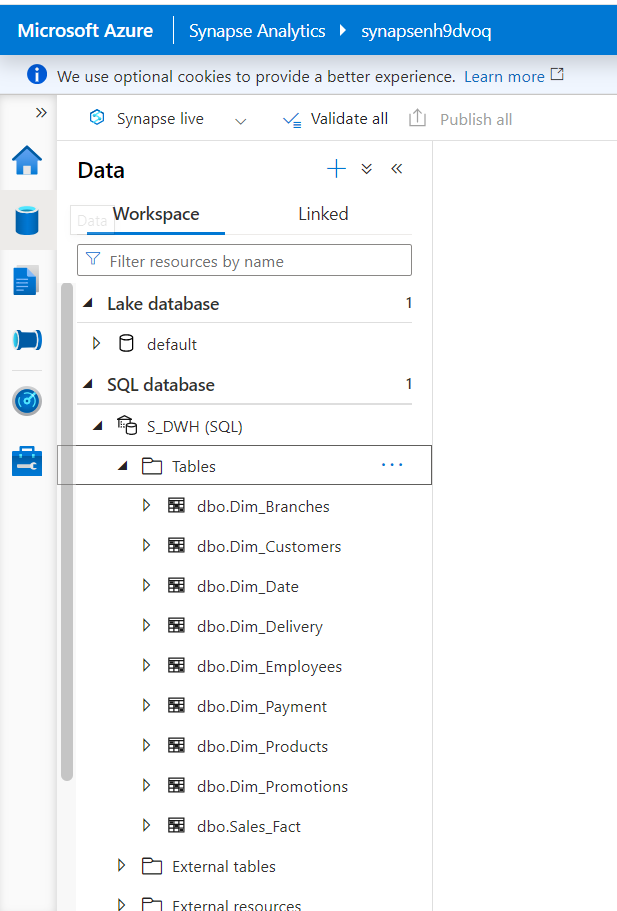 Microsoft Azure Synapse Analytics synapsenh9dvoq
We use optional cookies to provide a better experience. Learn more
Synapse live Validate all Publish all
Data
Data Workspace Linked
Filter resources by name
Lake database 1
default
SQL database 1
S_DWH (SQL)
Tables
dbo.Dim_Branches
dbo.Dim_Customers
dbo.Dim_Date
dbo.Dim_Delivery
dbo.Dim_Employees
dbo.Dim_Payment
dbo.Dim_Products
dbo.Dim_Promotions
dbo.Sales_Fact
External tables
External resources